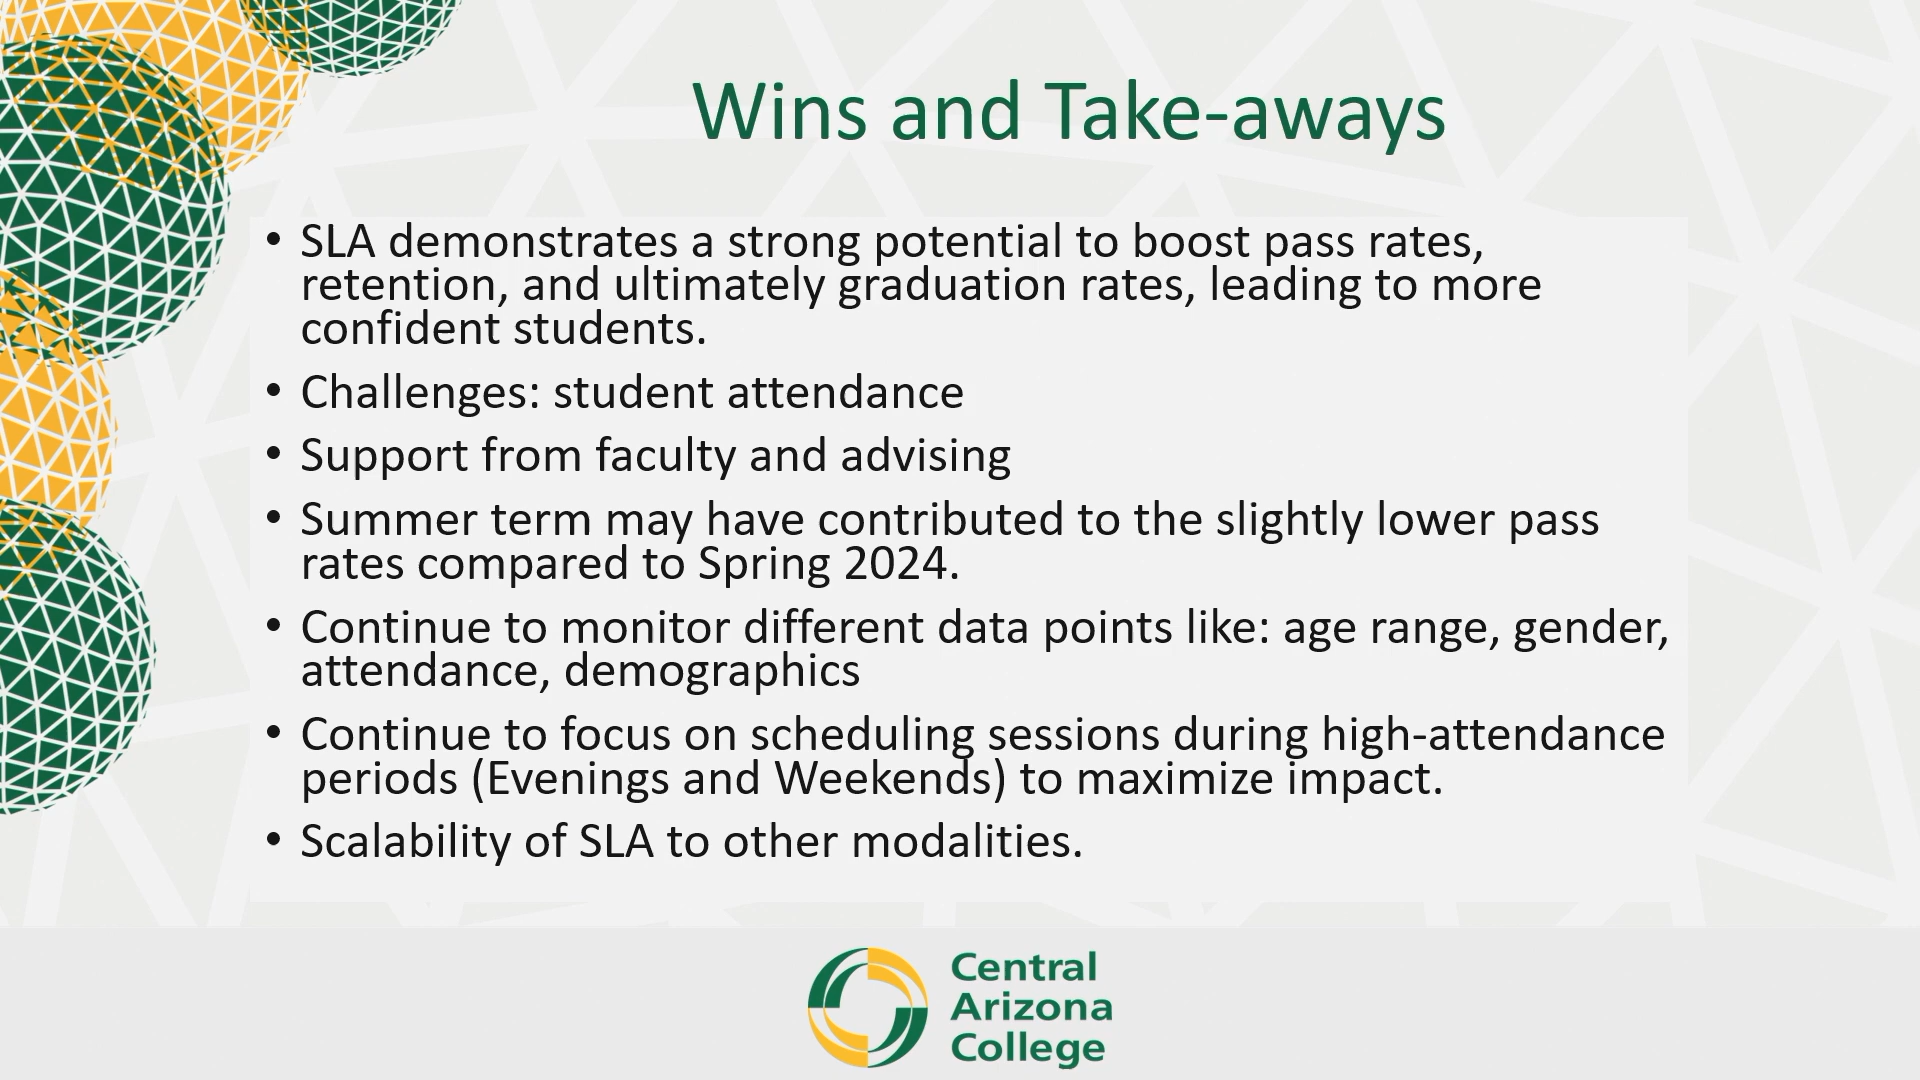 Wins and Take-aways
• SLA demonstrates a strong potential to boost pass rates,
retention, and ultimately graduation rates, leading to more
confident students.
• Challenges: student attendance
• Support from faculty and advising
• Summer term may have contributed to the slightly lower pass
rates compared to Spring 2024.
• Continue to monitor different data points like: age range, gender,
attendance, demographics
• Continue to focus on scheduling sessions during high-attendance
periods (Evenings and Weekends) to maximize impact.
• Scalability of SLA to other modalities.
Central
Arizona
College